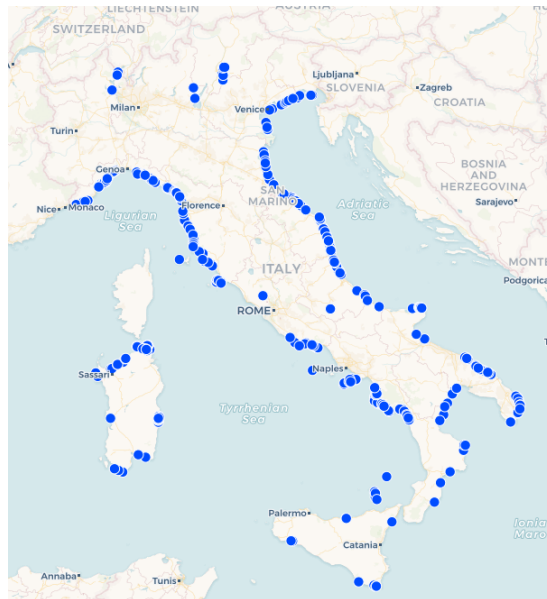 LIECHTENSTEIN
AUSTRIA
SWITZERLAND
Ljubljana
SLOVENIA
Zagreb
CROATIA
Milan
Venice
Turin
Genoa
BOSNIA
AND
HERZEGOVINA
Nice
Monaco
Florence
SAN
MARINO
Sarajevo
Ligurian
Sea
Adriatic
Sea
ITALY
MONT
Podgorica
ROME
Naples
Sassari
Tyrrhenian
Sea
Palermo
Catania
Ionia
Annaba
Tunis